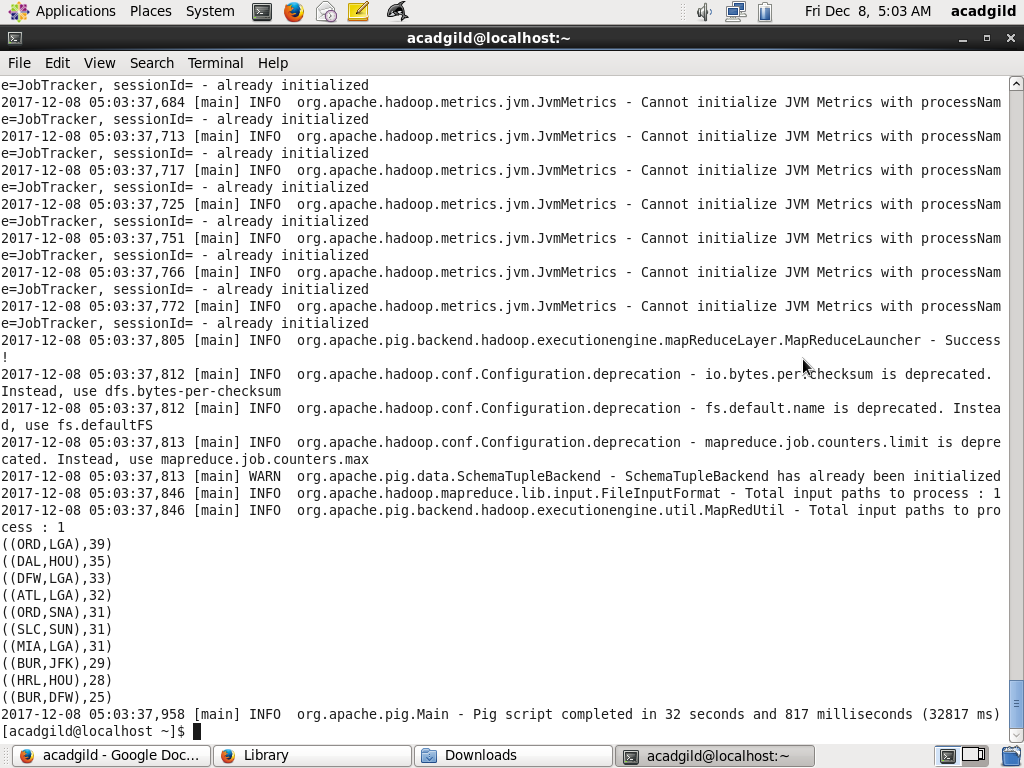 Applications Places System Fri Dec 8, 5:03 AM acadgild
acadgild@localhost:~
File Edit View Search Terminal Help
e=JobTracker, sessionId= - already initialized
2017-12-08 05:03:37,684 [main] INFO  org.apache.hadoop.metrics.jvm.JvmMetrics - Cannot initialize JVM Metrics with processNam
e=JobTracker, sessionId= - already initialized
2017-12-08 05:03:37,713 [main] INFO  org.apache.hadoop.metrics.jvm.JvmMetrics - Cannot initialize JVM Metrics with processNam
e=JobTracker, sessionId= - already initialized
2017-12-08 05:03:37,717 [main] INFO  org.apache.hadoop.metrics.jvm.JvmMetrics - Cannot initialize JVM Metrics with processNam
e=JobTracker, sessionId= - already initialized
2017-12-08 05:03:37,725 [main] INFO  org.apache.hadoop.metrics.jvm.JvmMetrics - Cannot initialize JVM Metrics with processNam
e=JobTracker, sessionId= - already initialized
2017-12-08 05:03:37,751 [main] INFO  org.apache.hadoop.metrics.jvm.JvmMetrics - Cannot initialize JVM Metrics with processNam
e=JobTracker, sessionId= - already initialized
2017-12-08 05:03:37,766 [main] INFO  org.apache.hadoop.metrics.jvm.JvmMetrics - Cannot initialize JVM Metrics with processNam
e=JobTracker, sessionId= - already initialized
2017-12-08 05:03:37,772 [main] INFO  org.apache.hadoop.metrics.jvm.JvmMetrics - Cannot initialize JVM Metrics with processNam
e=JobTracker, sessionId= - already initialized
2017-12-08 05:03:37,805 [main] INFO  org.apache.pig.backend.hadoop.executionengine.mapReduceLayer.MapReduceLauncher - Success
!
2017-12-08 05:03:37,812 [main] INFO  org.apache.hadoop.conf.Configuration.deprecation - io.bytes.per.checksum is deprecated.
Instead, use dfs.bytes-per-checksum
2017-12-08 05:03:37,812 [main] INFO  org.apache.hadoop.conf.Configuration.deprecation - fs.default.name is deprecated. Instea
d, use fs.defaultFS
2017-12-08 05:03:37,813 [main] INFO  org.apache.hadoop.conf.Configuration.deprecation - mapreduce.job.counters.limit is depre
cated. Instead, use mapreduce.job.counters.max
2017-12-08 05:03:37,813 [main] WARN  org.apache.pig.data.SchemaTupleBackend - SchemaTupleBackend has already been initialized
2017-12-08 05:03:37,846 [main] INFO  org.apache.hadoop.mapreduce.lib.input.FileInputFormat - Total input paths to process : 1
2017-12-08 05:03:37,846 [main] INFO  org.apache.pig.backend.hadoop.executionengine.util.MapRedUtil - Total input paths to pro
cess : 1
((ORD,LGA),39)
((DAL,HOU),35)
((DFW,LGA),33)
((ATL,LGA),32)
((ORD,SNA),31)
((SLC,SUN),31)
((MIA,LGA),31)
((BUR,JFK),29)
((HRL,HOU),28)
((BUR,DFW),25)
2017-12-08 05:03:37,958 [main] INFO  org.apache.pig.Main - Pig script completed in 32 seconds and 817 milliseconds (32817 ms)
[acadgild@localhost ~]$
acadgild - Google Doc... Library Downloads acadgild@localhost:~